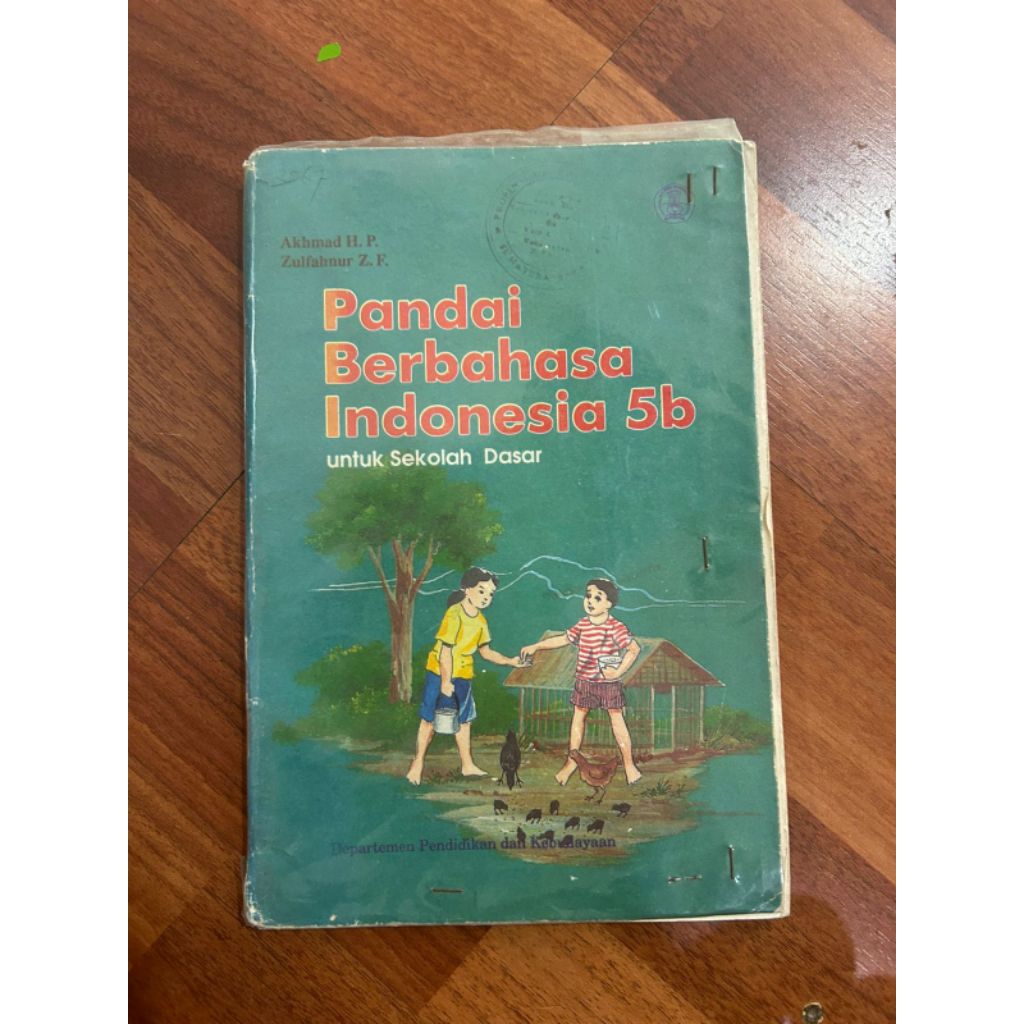 Akhmad H. P.
Zulfahnur Z. F.
Pandai
Berbahasa
Indonesia 5b
untuk Sekolah Dasar
Departemen Pendidikan dan Kebudayaan